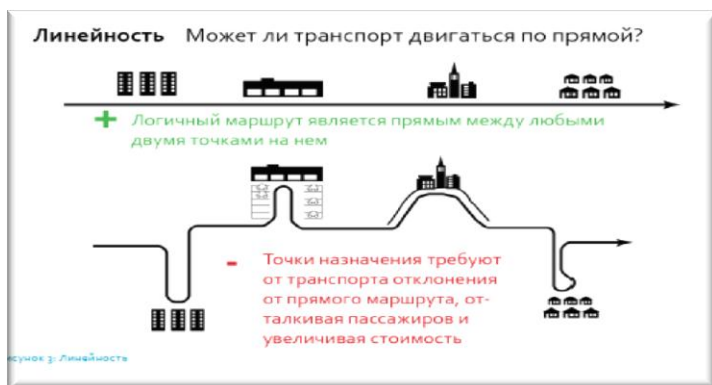 Линейность Может ли транспорт двигаться по прямой?
+ Логичный маршрут является прямым между любыми
двумя точками на нем
- Точки назначения требуют
от транспорта отклонения
от прямого маршрута, от-
талкивая пассажиров и
увеличивая стоимость
исунок 3: Линейность